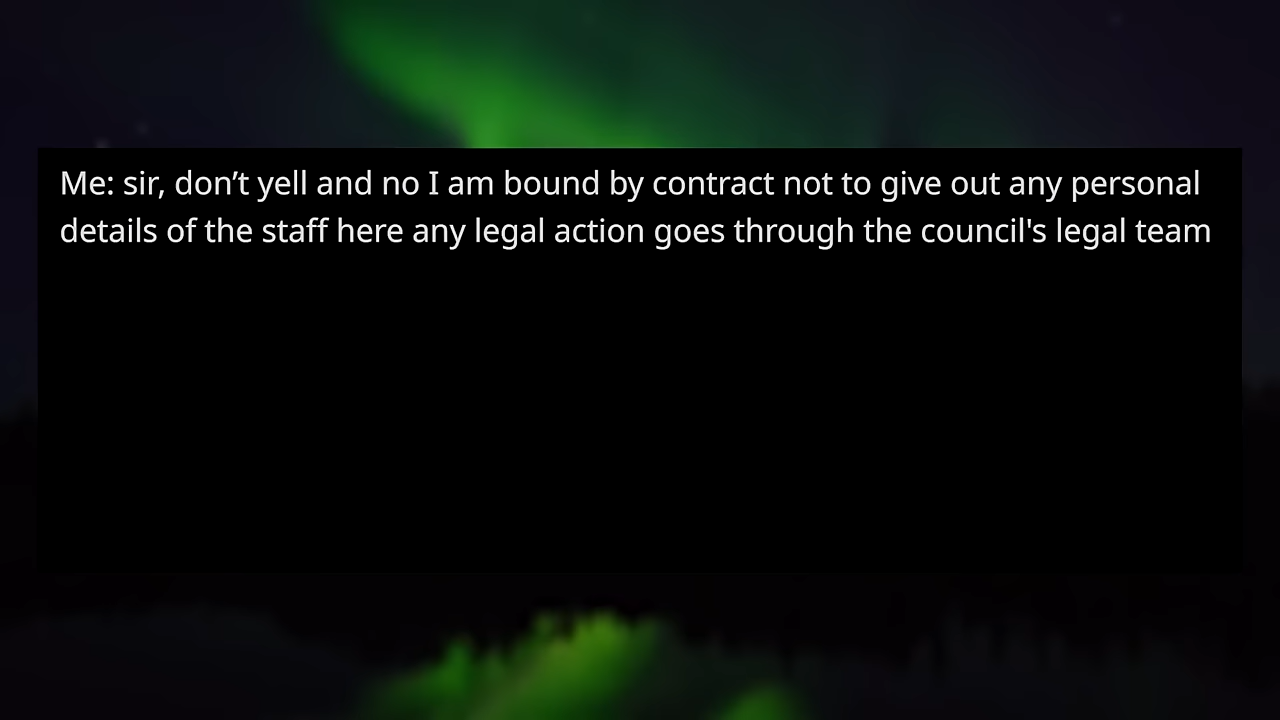 Me: sir, don’t yell and no I am bound by contract not to give out any personal
details of the staff here any legal action goes through the council's legal team